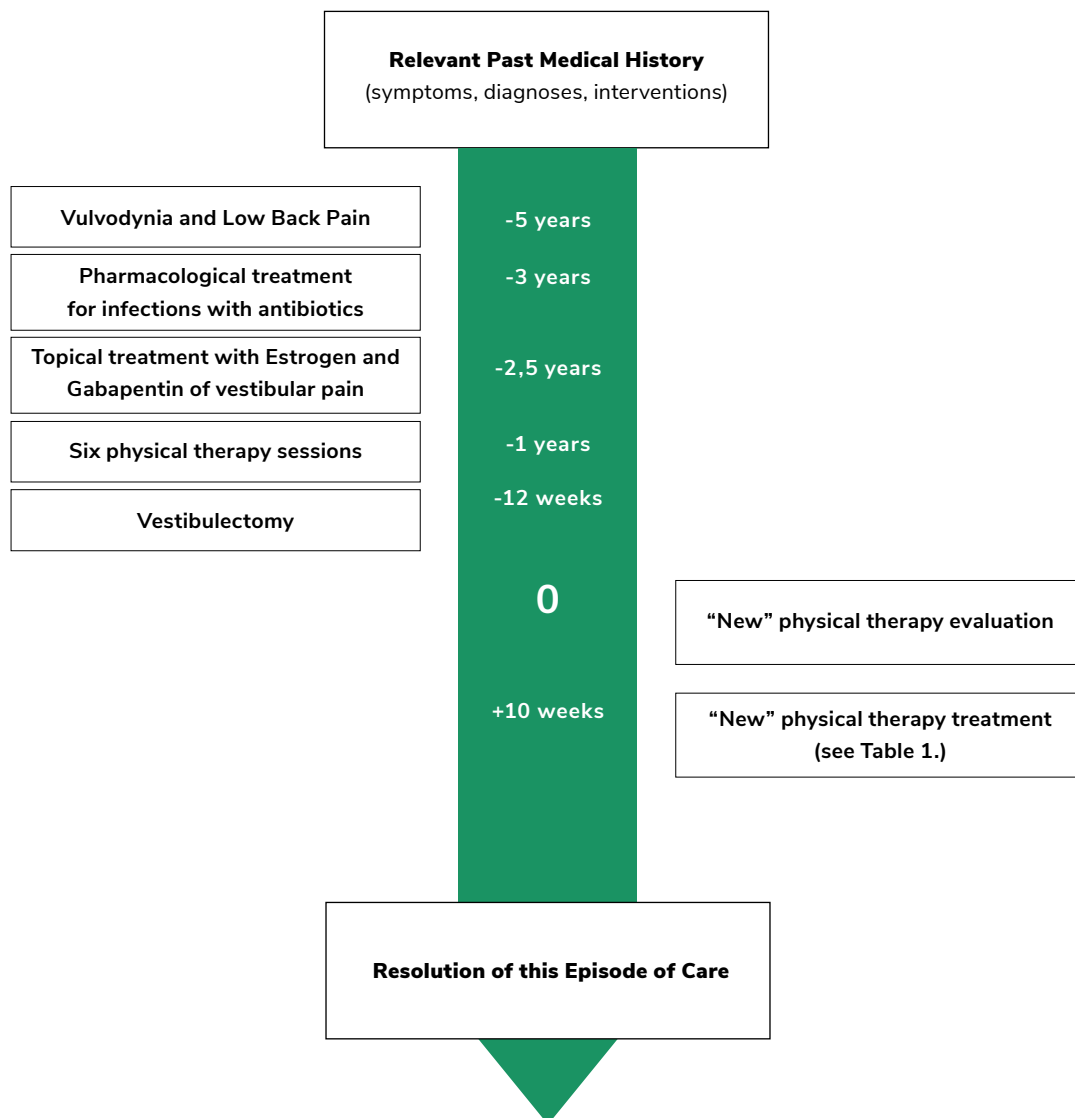 Relevant Past Medical History
(symptoms, diagnoses, interventions)
Vulvodynia and Low Back Pain
-5 years
Pharmacological treatment
for infections with antibiotics
-3 years
Topical treatment with Estrogen and
Gabapentin of vestibular pain
-2,5 years
Six physical therapy sessions
-1 years
Vestibulectomy
-12 weeks
0
“New” physical therapy evaluation
+10 weeks
“New” physical therapy treatment
(see Table 1.)
Resolution of this Episode of Care